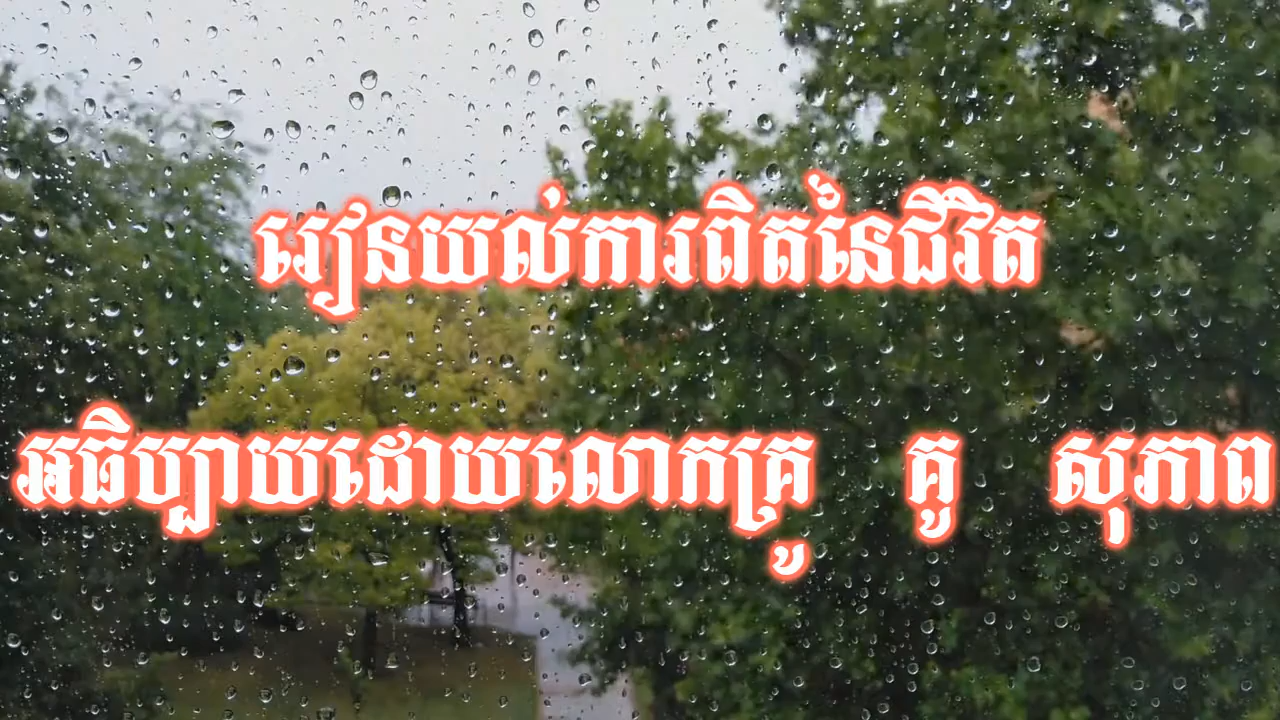 រៀនយល់ការពិតនៃជីវិត
អធិប្បាយដោយលោកគ្រូ គូ សុភាព